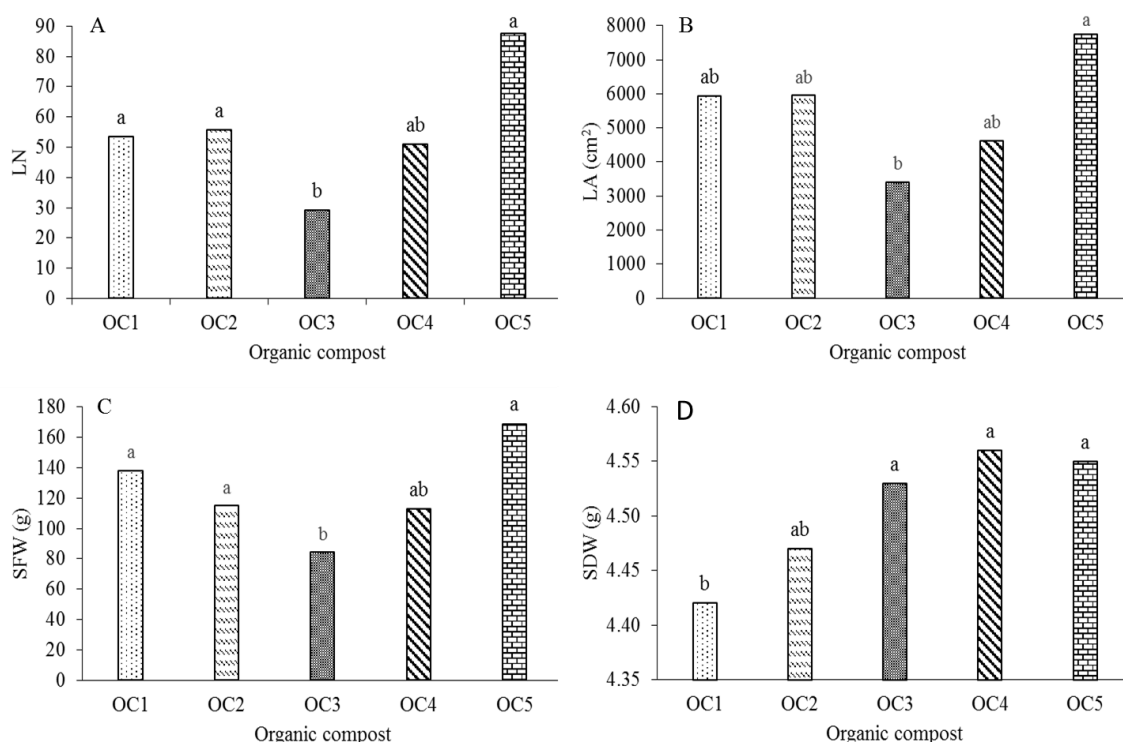 A
LN
90
80
70
60
50
40
30
20
10
0
a
a
b
ab
a
OC1 OC2 OC3 OC4 OC5
Organic compost
B
LA (cm²)
8000
7000
6000
5000
4000
3000
2000
1000
0
ab
ab
b
ab
a
OC1 OC2 OC3 OC4 OC5
Organic compost
C
SFW (g)
180
160
140
120
100
80
60
40
20
0
a
a
b
ab
a
OC1 OC2 OC3 OC4 OC5
Organic compost
D
SDW (g)
4.60
4.55
4.50
4.45
4.40
4.35
b
ab
a
a
a
OC1 OC2 OC3 OC4 OC5
Organic compost